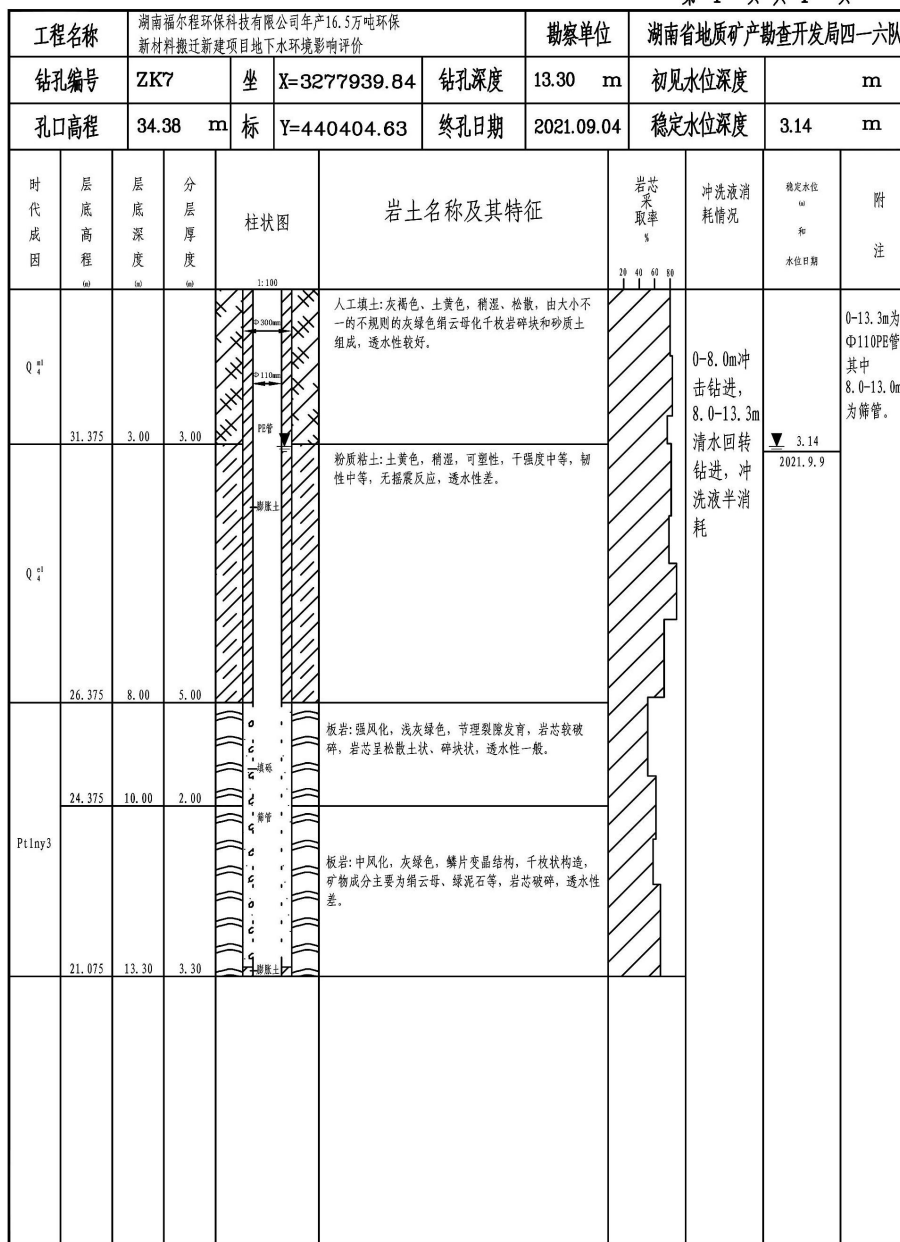 第 1 页 共 1 页
工程名称
湖南福尔程环保科技有限公司年产16.5万吨环保
新材料搬迁新建项目地下水环境影响评价
勘察单位
湖南省地质矿产勘查开发局四一六队
钻孔编号 ZK7 坐 X=3277939.84 钻孔深度 13.30 m 初见水位深度 m
孔口高程 34.38 m 标 Y=440404.63 终孔日期 2021.09.04 稳定水位深度 3.14 m
时代成因
层底高程(m)
层底深度(m)
分层厚度(m)
柱状图
1:100
岩土名称及其特征
岩芯采取率%
20 40 60 80
冲洗液消
耗情况
稳定水位
(m)
和
水位日期
附注
Q4ml
31.375 3.00 3.00
Φ300mm
Φ110mm
PE管
人工填土:灰褐色、土黄色，稍湿、松散，由大小不
一的不规则的灰绿色绢云母化千枚岩碎块和砂质土
组成，透水性较好。
0-8.0m冲
击钻进，
8.0-13.3m
清水回转
钻进，冲
洗液半消
耗
3.14
2021.9.9
0-13.3m为
Φ110PE管
其中
8.0-13.0m
为筛管。
Q4el
26.375 8.00 5.00
膨胀土
粉质粘土:土黄色，稍湿，可塑性，干强度中等，韧
性中等，无摇震反应，透水性差。
Pt1ny3
24.375 10.00 2.00
填砾
筛管
板岩:强风化，浅灰绿色，节理裂隙发育，岩芯较破
碎，岩芯呈松散土状、碎块状，透水性一般。
21.075 13.30 3.30
膨胀土
板岩:中风化，灰绿色，鳞片变晶结构，千枚状构造，
矿物成分主要为绢云母、绿泥石等，岩芯破碎，透水性
差。